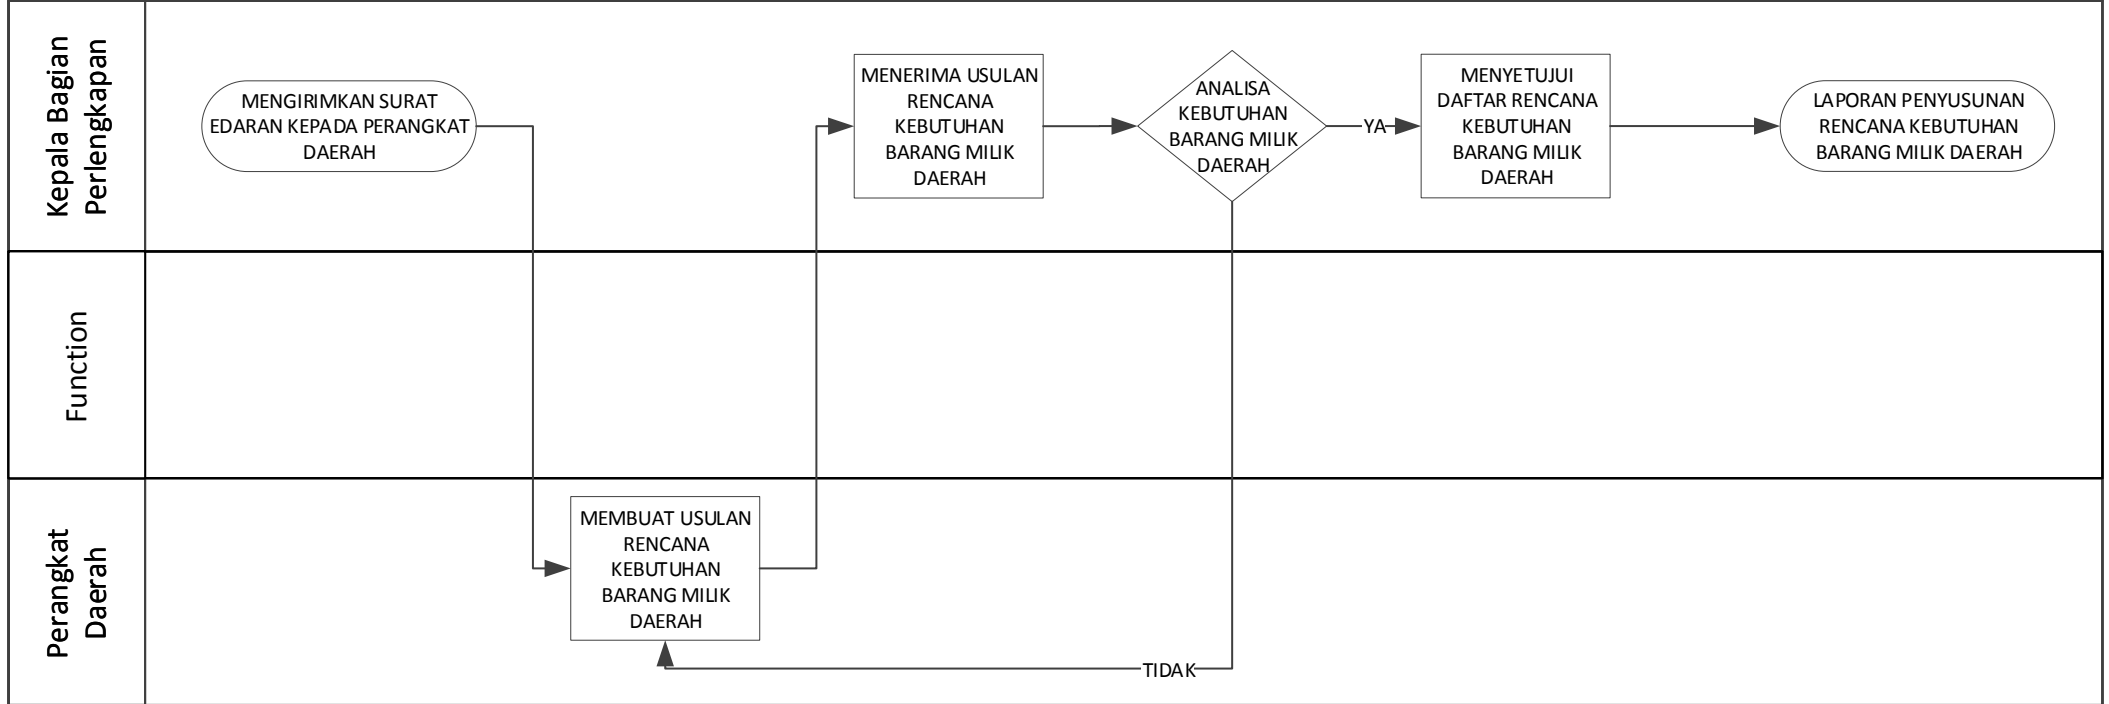 Kepala Bagian
Perlengkapan
MENGIRIMKAN SURAT
EDARAN KEPADA PERANGKAT
DAERAH
MENERIMA USULAN
RENCANA
KEBUTUHAN
BARANG MILIK
DAERAH
ANALISA
KEBUTUHAN
BARANG MILIK
DAERAH
YA
MENYETUJUI
DAFTAR RENCANA
KEBUTUHAN
BARANG MILIK
DAERAH
LAPORAN PENYUSUNAN
RENCANA KEBUTUHAN
BARANG MILIK DAERAH
Function
Perangkat
Daerah
MEMBUAT USULAN
RENCANA
KEBUTUHAN
BARANG MILIK
DAERAH
TIDAK